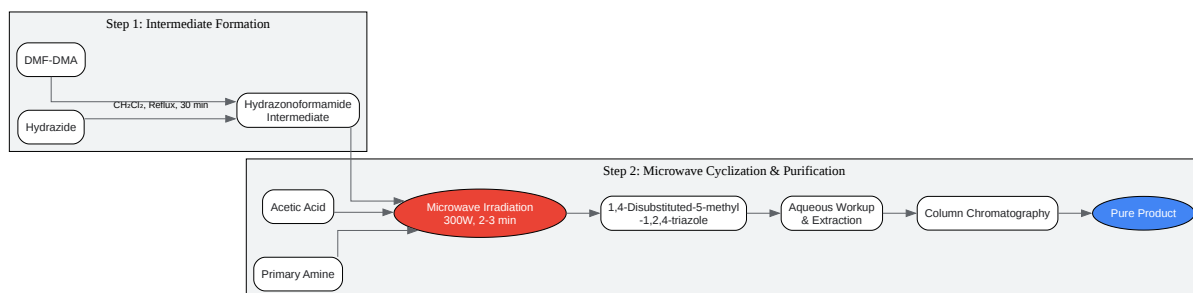 Step 1: Intermediate Formation
DMF-DMA
CH₂Cl₂, Reflux, 30 min
Hydrazide
Hydrazonoformamide
Intermediate
Step 2: Microwave Cyclization & Purification
Acetic Acid
Primary Amine
Microwave Irradiation
300W, 2-3 min
1,4-Disubstituted-5-methyl
-1,2,4-triazole
Aqueous Workup
& Extraction
Column Chromatography
Pure Product